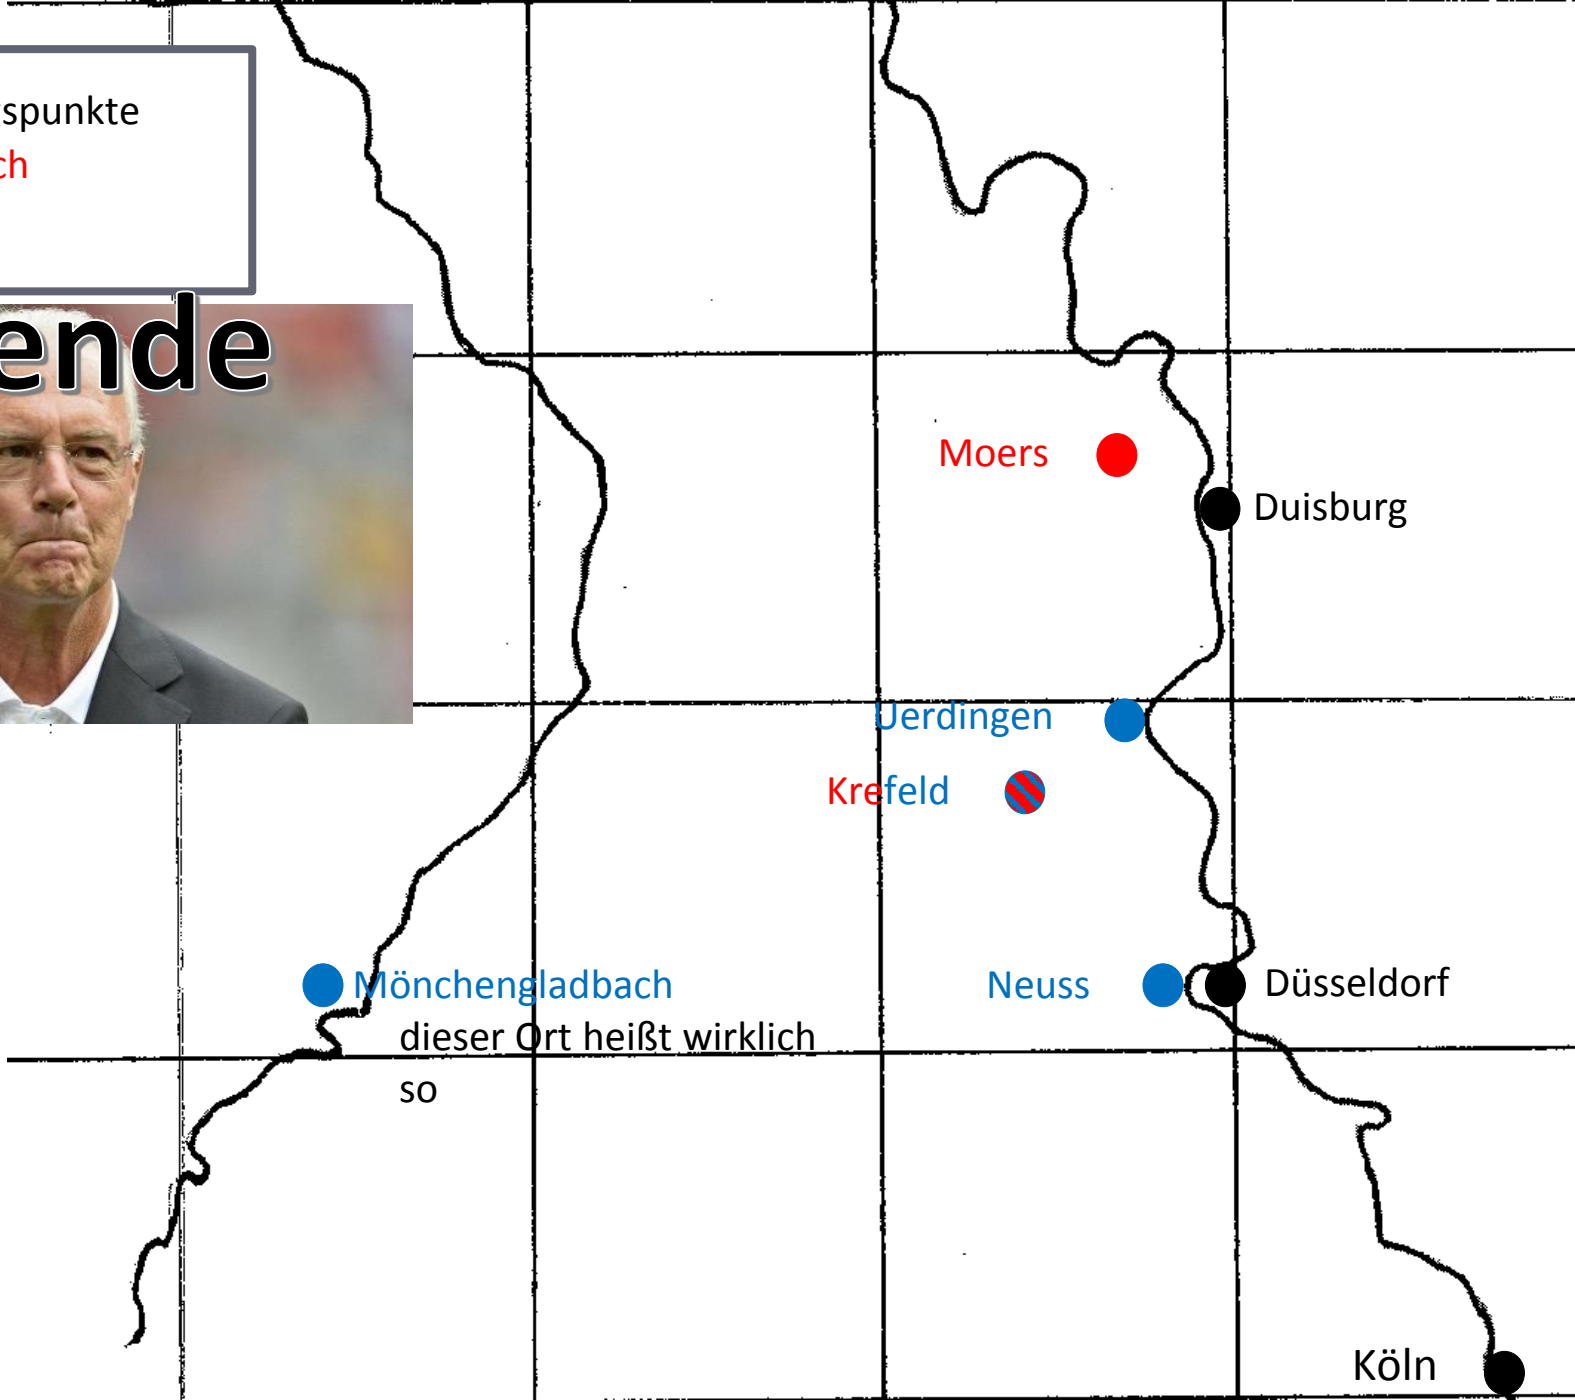 spunkte
ch
ende
Moers
Duisburg
Uerdingen
Krefeld
Mönchengladbach
Neuss
Düsseldorf
dieser Ort heißt wirklich
so
Köln